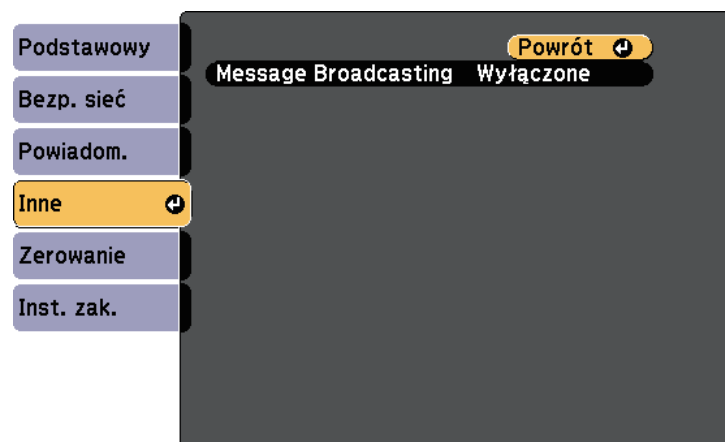 Podstawowy
Bezp. sieć
Powiadom.
Inne
Zerowanie
Inst. zak.
Powrót
Message Broadcasting Wyłączone